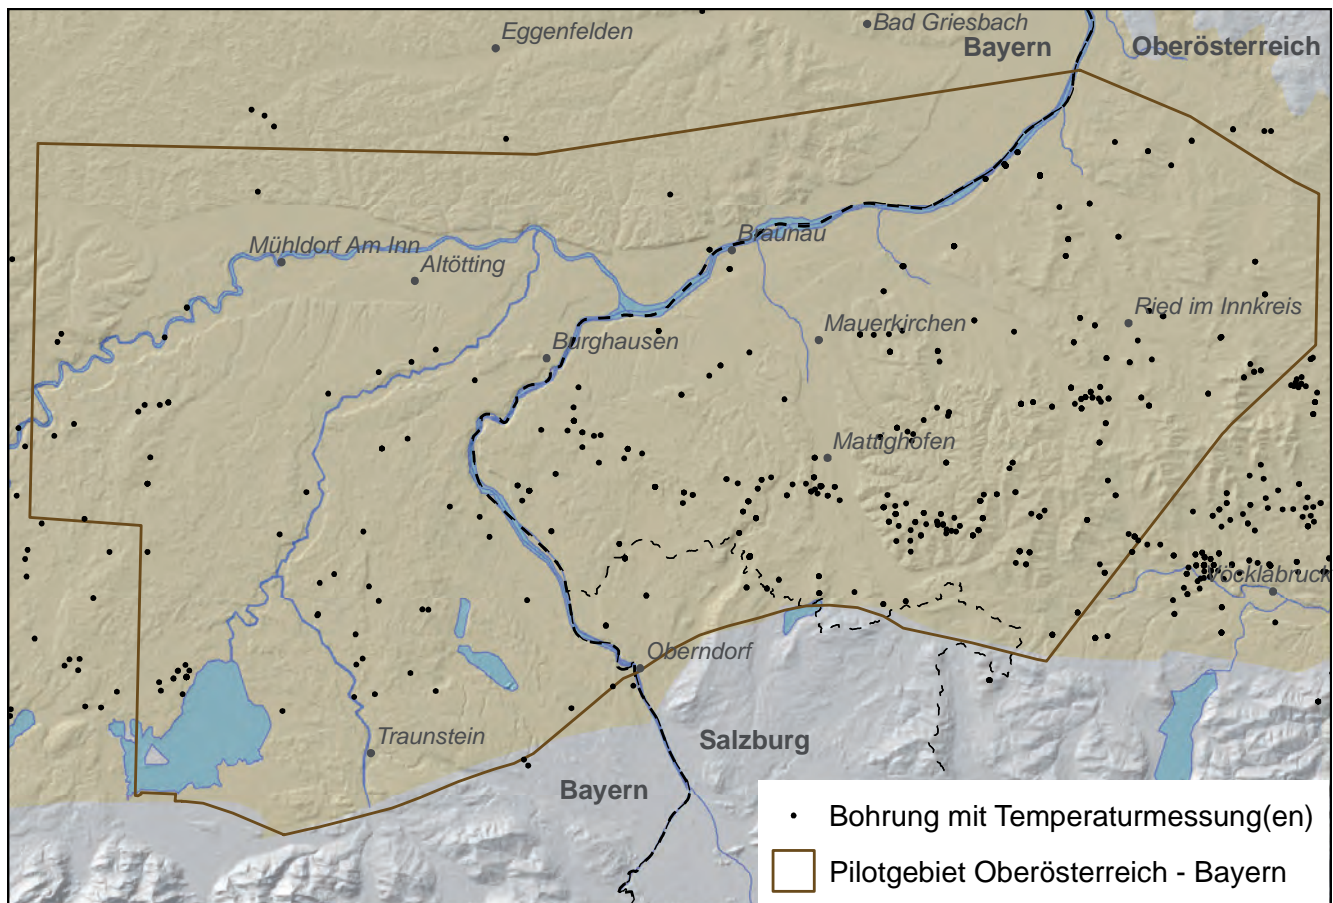 Bad Griesbach
Eggenfelden
Bayern
Oberösterreich
Braunau
Mühldorf Am Inn
Altötting
Ried im Innkreis
Mauerkirchen
Burghausen
Mattighofen
Vöcklabruck
Oberndorf
Traunstein
Salzburg
Bayern
Bohrung mit Temperaturmessung(en)
Pilotgebiet Oberösterreich - Bayern